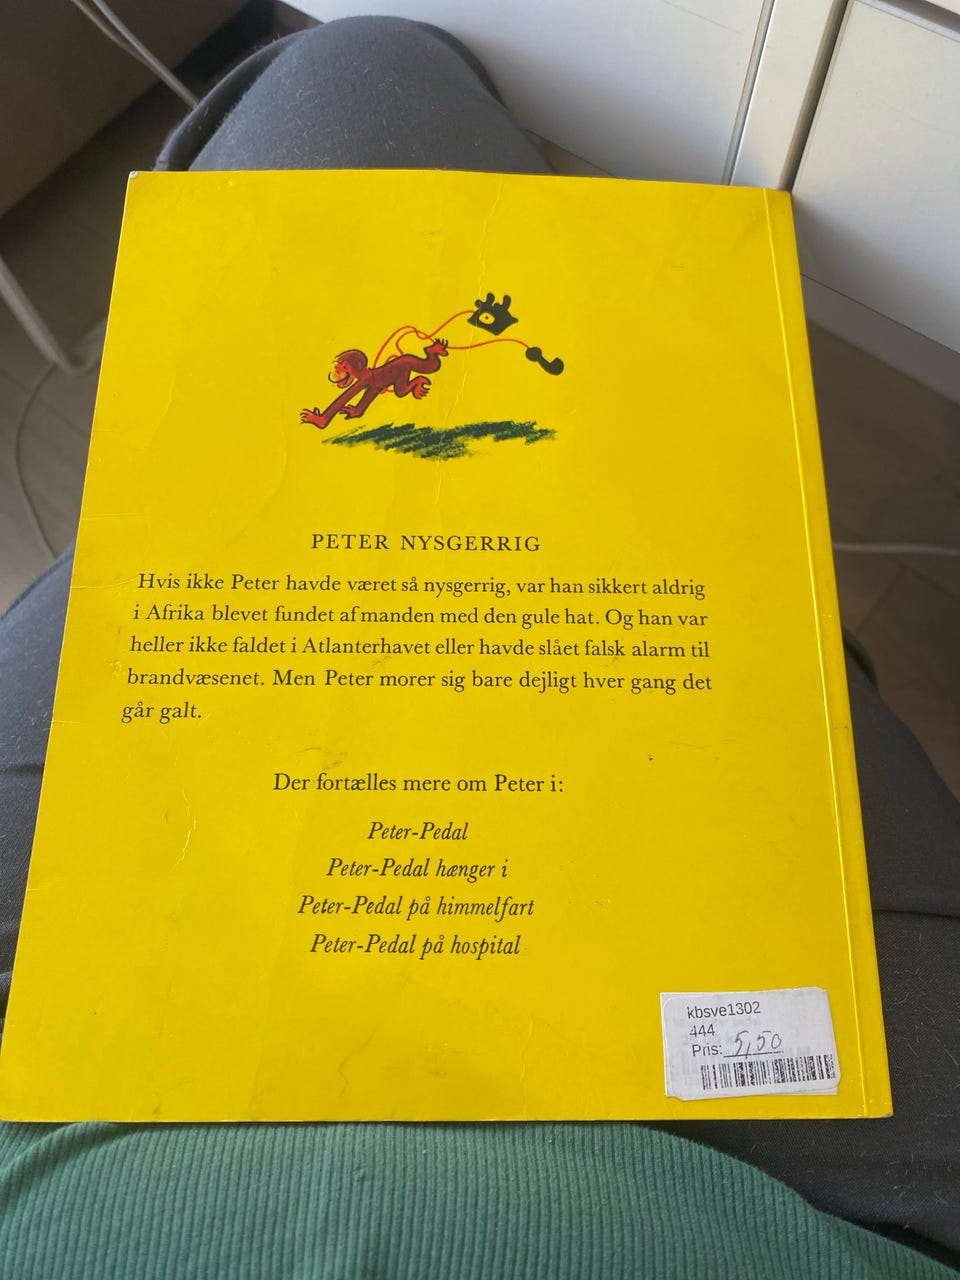 PETER NYSGERRIG
Hvis ikke Peter havde været så nysgerrig, var han sikkert aldrig
i Afrika blevet fundet af manden med den gule hat. Og han var
heller ikke faldet i Atlanterhavet eller havde slået falsk alarm til
brandvæsenet. Men Peter morer sig bare dejligt hver gang det
går galt.
Der fortælles mere om Peter i:
Peter-Pedal
Peter-Pedal hænger i
Peter-Pedal på himmelfart
Peter-Pedal på hospital
kbsve1302
444
Pris: 5,50